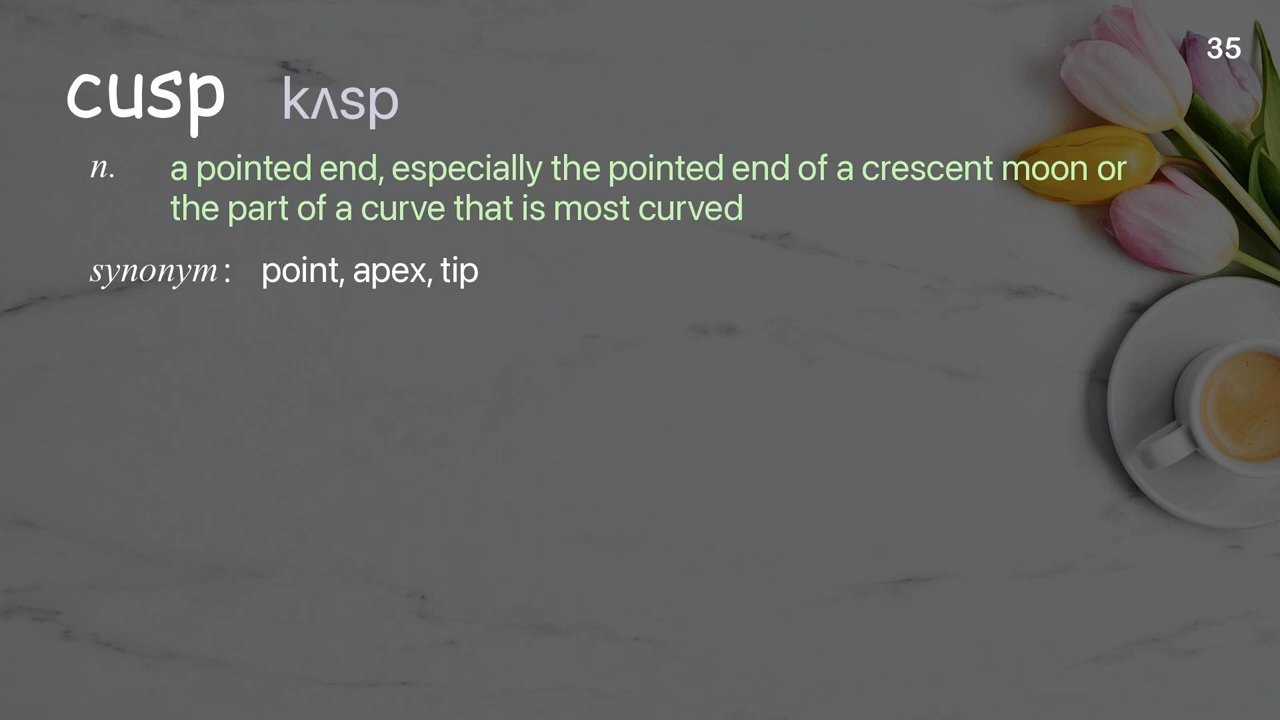 35
cusp kʌsp
n. a pointed end, especially the pointed end of a crescent moon or
the part of a curve that is most curved
synonym: point, apex, tip